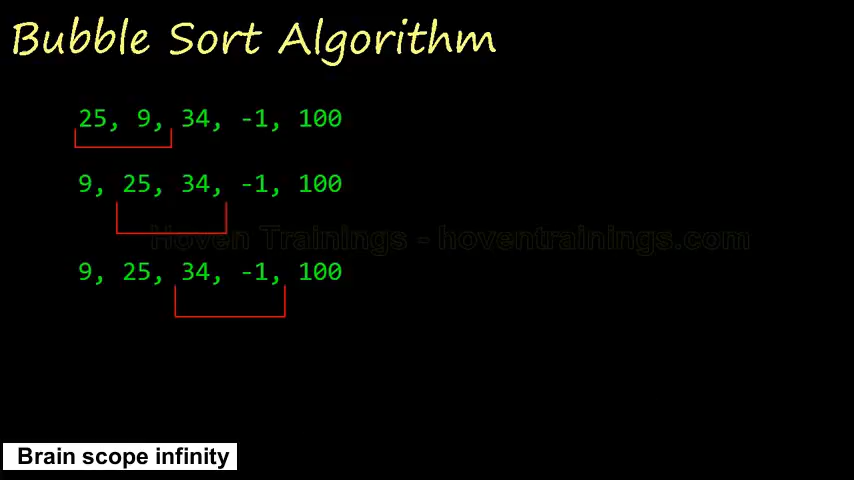 Bubble Sort Algorithm
25, 9, 34, -1, 100
9, 25, 34, -1, 100
Hoven Trainings - hoventrainings.com
9, 25, 34, -1, 100
Brain scope infinity